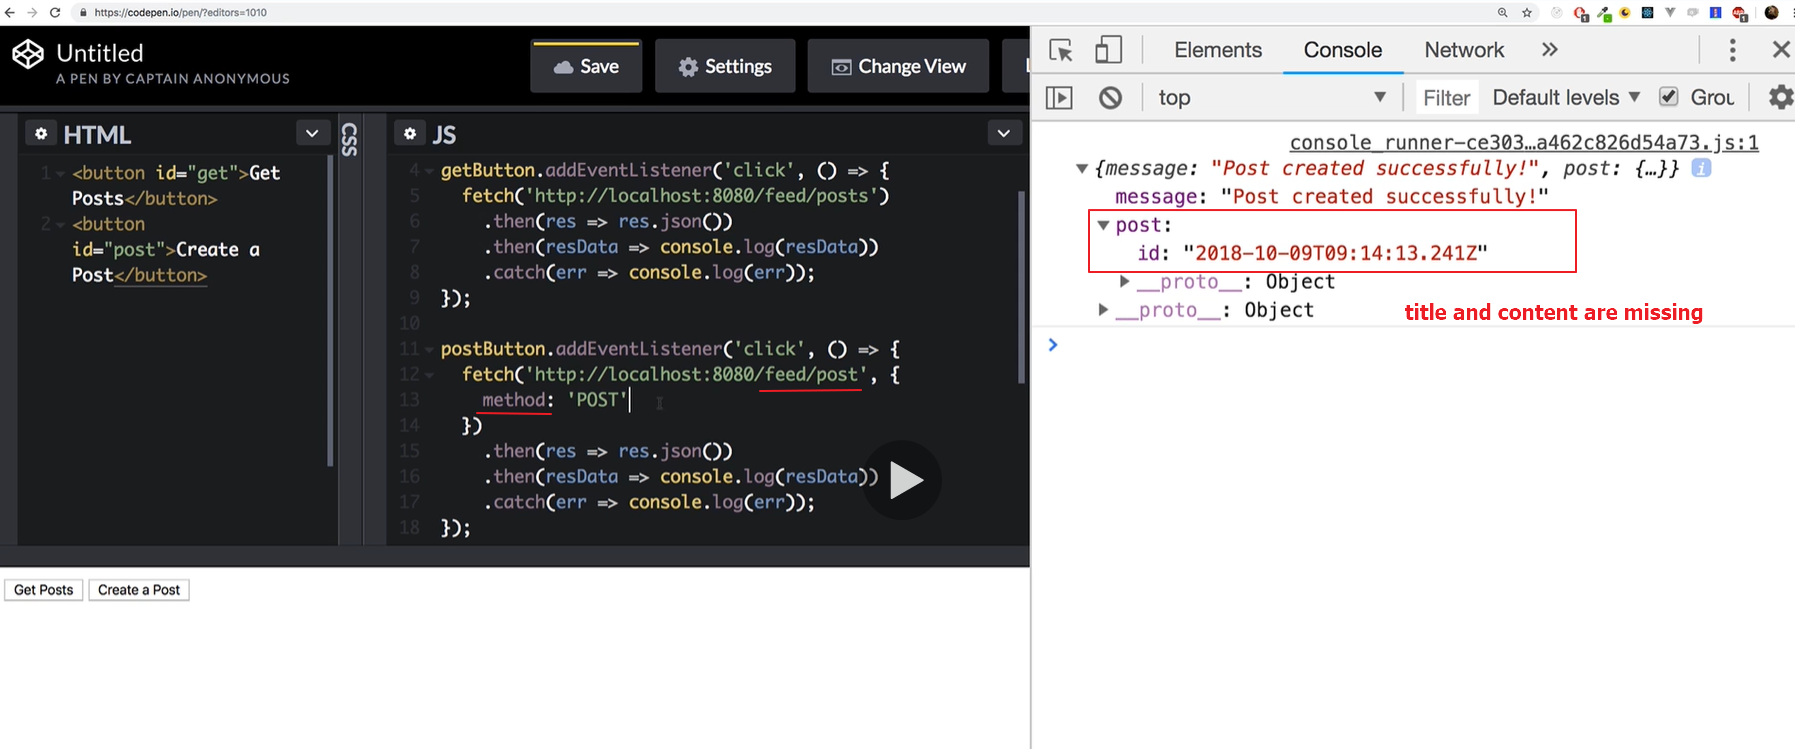 https://codepen.io/pen/?editors=1010
Untitled
A PEN BY CAPTAIN ANONYMOUS
Save
Settings
Change View
HTML
1 <button id="get">Get
Posts</button>
2 <button
id="post">Create a
Post</button>
CSS
JS
4 getButton.addEventListener('click', () => {
5 fetch('http://localhost:8080/feed/posts')
6 .then(res => res.json())
7 .then(resData => console.log(resData))
8 .catch(err => console.log(err));
9 });
10
11 postButton.addEventListener('click', () => {
12 fetch('http://localhost:8080/feed/post', {
13 method: 'POST'
14 })
15 .then(res => res.json())
16 .then(resData => console.log(resData))
17 .catch(err => console.log(err));
18 });
Get Posts Create a Post
Elements Console Network »
top Filter Default levels Grou
console_runner-ce303…a462c826d54a73.js:1
{message: "Post created successfully!", post: {…}} i
message: "Post created successfully!"
post:
id: "2018-10-09T09:14:13.241Z"
__proto__: Object
__proto__: Object
title and content are missing